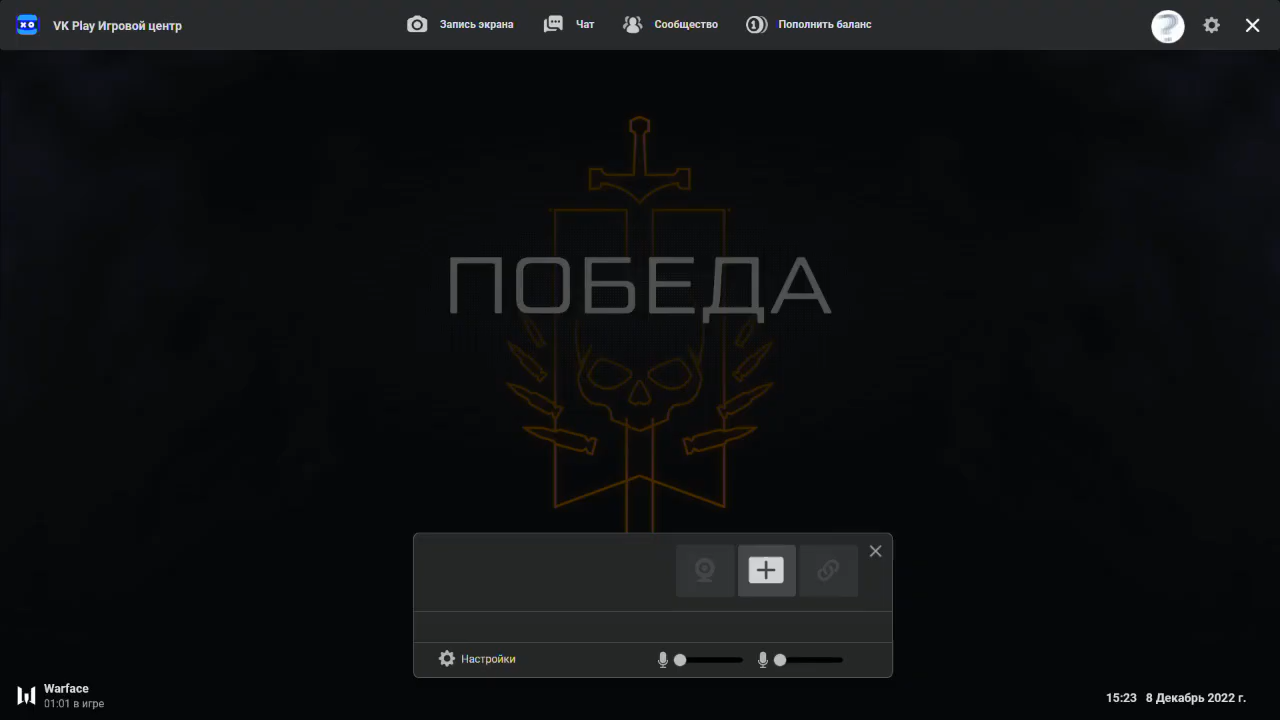 VK Play Игровой центр
Запись экрана
Чат
Сообщество
Пополнить баланс
ПОБЕДА
Настройки
Warface
01:01 в игре
15:23 8 Декабрь 2022 г.